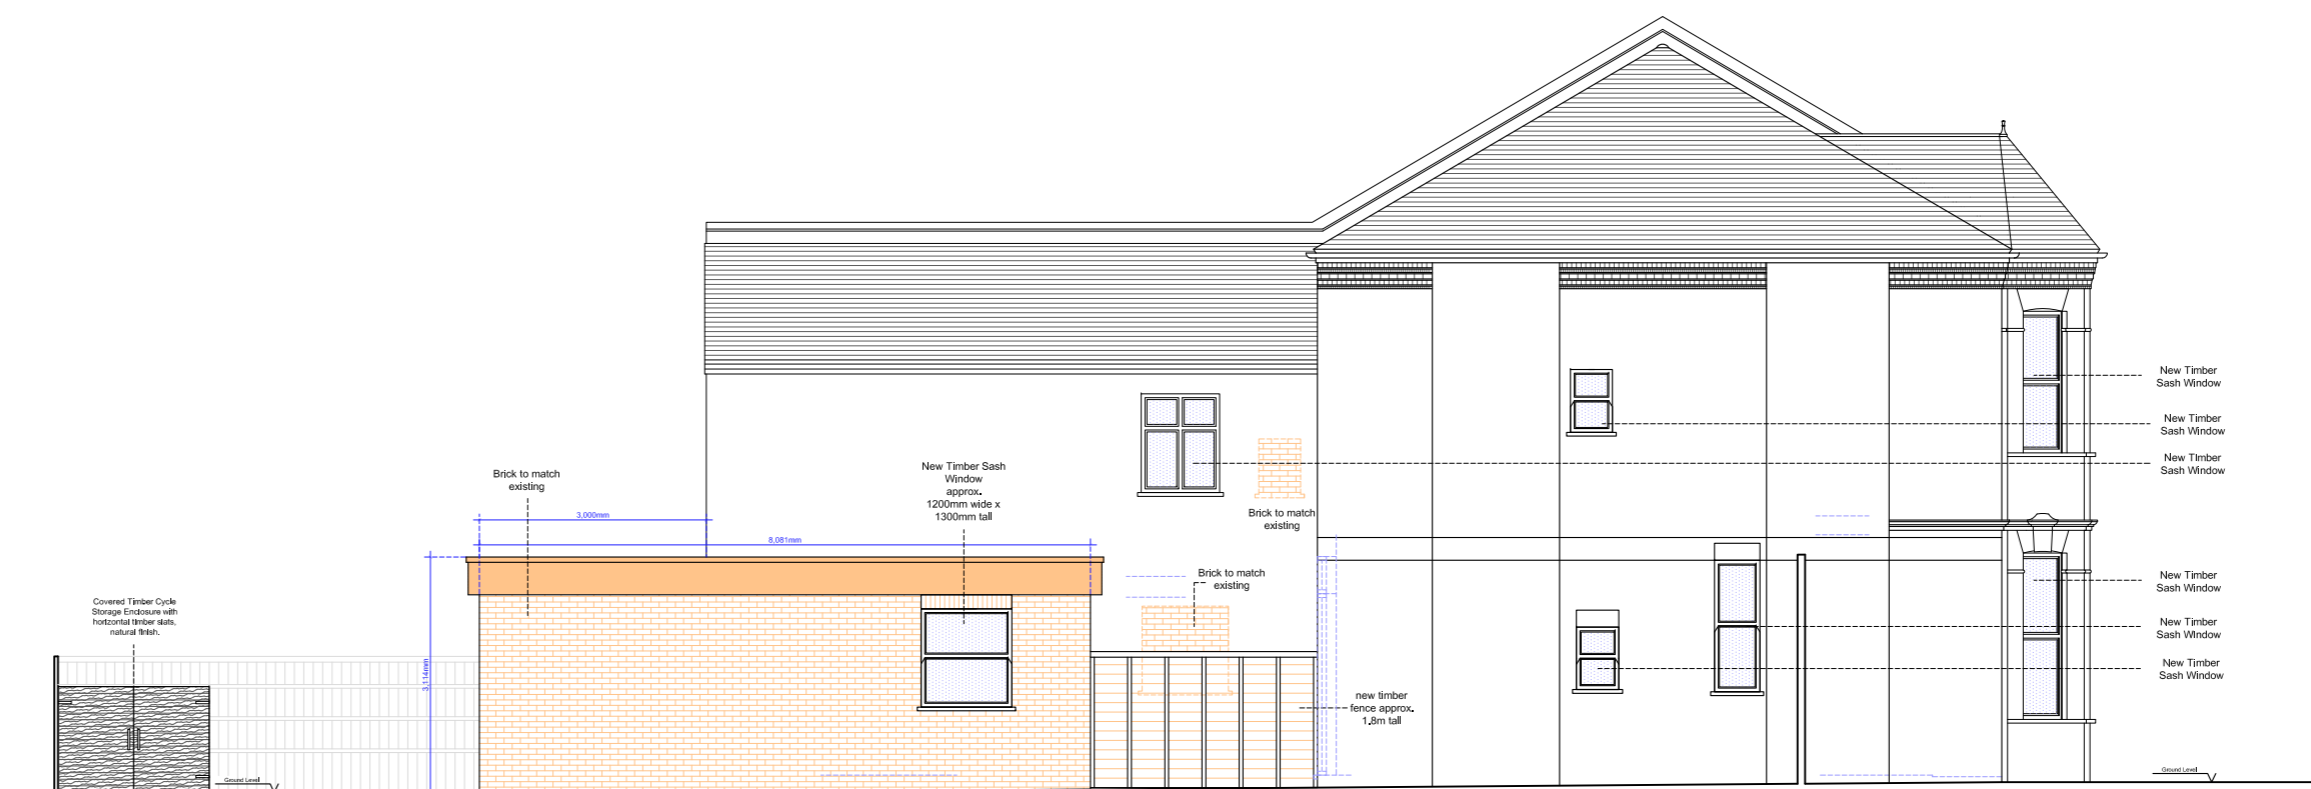 Brick to match
existing
3,000mm
New Timber Sash
Window
approx.
1200mm wide x
1300mm tall
8,081mm
Brick to match
existing
Brick to match
existing
Covered Timber Cycle
Storage Enclosure with
horizontal timber slats,
natural finish.
3,114mm
new timber
fence approx.
1.8m tall
Ground Level
New Timber
Sash Window
New Timber
Sash Window
New TImber
Sash Window
New Timber
Sash Window
New Timber
Sash Window
New Timber
Sash Window
Ground Level